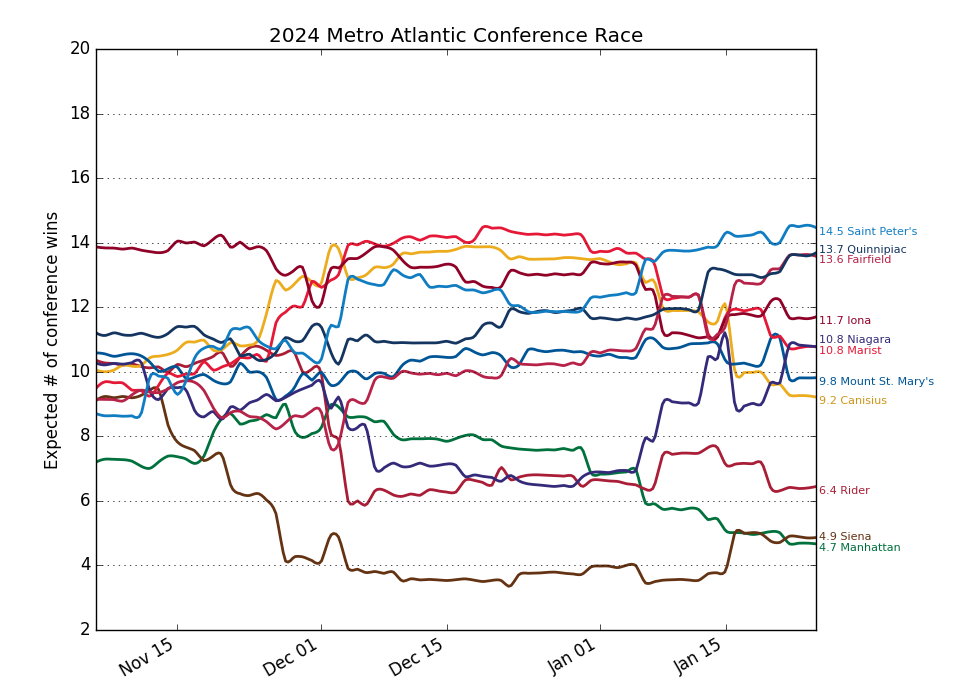 2024 Metro Atlantic Conference Race
Expected # of conference wins
20
18
16
14
12
10
8
6
4
2
14.5 Saint Peter's
13.7 Quinnipiac
13.6 Fairfield
11.7 Iona
10.8 Niagara
10.8 Marist
9.8 Mount St. Mary's
9.2 Canisius
6.4 Rider
4.9 Siena
4.7 Manhattan
Nov 15
Dec 01
Dec 15
Jan 01
Jan 15